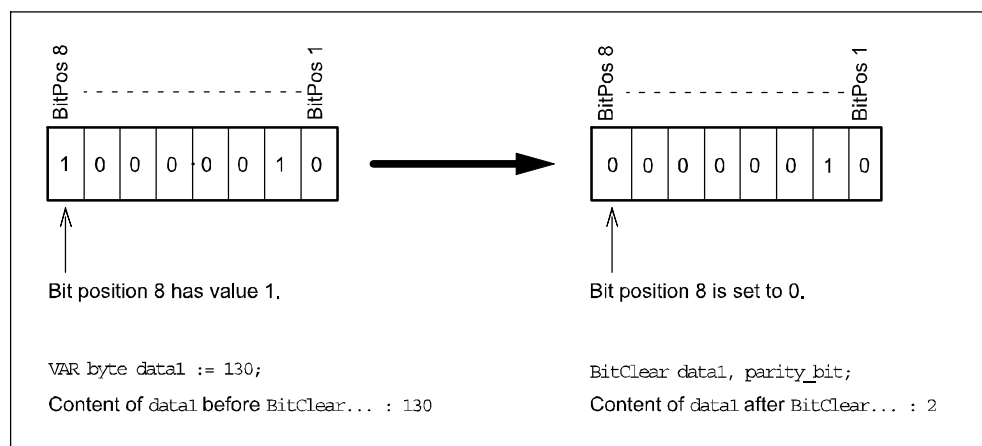 BitPos 8
BitPos 1
1 0 0 0 0 0 1 0
Bit position 8 has value 1.
VAR byte data1 := 130;
Content of data1 before BitClear... : 130
BitPos 8
BitPos 1
0 0 0 0 0 0 1 0
Bit position 8 is set to 0.
BitClear data1, parity_bit;
Content of data1 after BitClear... : 2